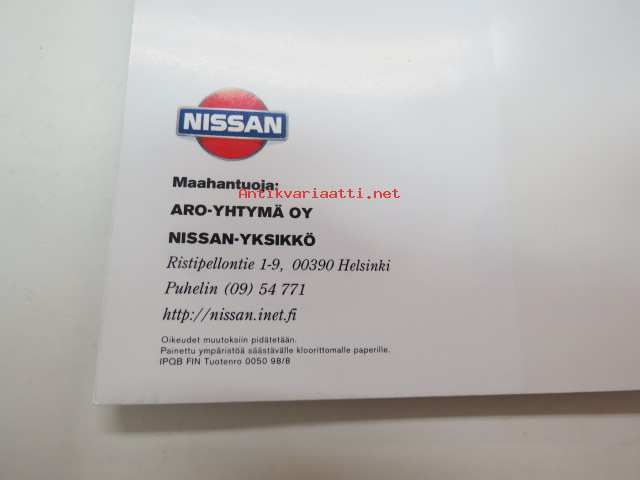 NISSAN
Maahantuoja:
Antikvariaatti.net
ARO-YHTYMÄ OY
NISSAN-YKSIKKÖ
Ristipellontie 1-9, 00390 Helsinki
Puhelin (09) 54 771
http://nissan.inet.fi
Oikeudet muutoksiin pidätetään.
Painettu ympäristöä säästävälle kloorittomalle paperille.
IPQB FIN Tuotenro 0050 98/8